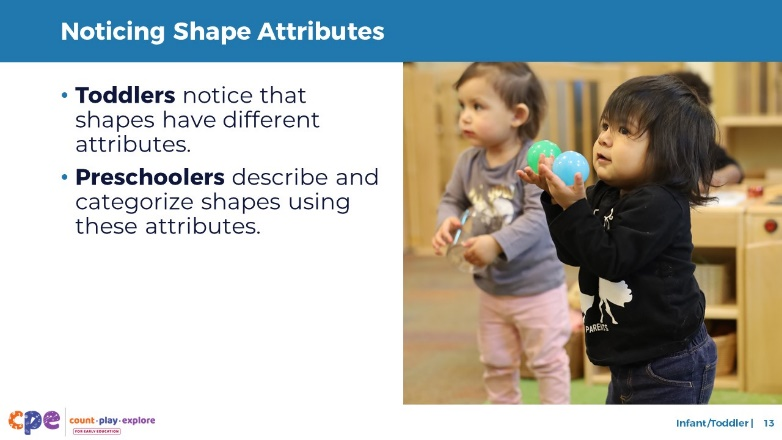 Noticing Shape Attributes
• Toddlers notice that
shapes have different
attributes.
• Preschoolers describe and
categorize shapes using
these attributes.
PARENTS
cpe
count·play·explore
FOR EARLY EDUCATION
Infant/Toddler | 13